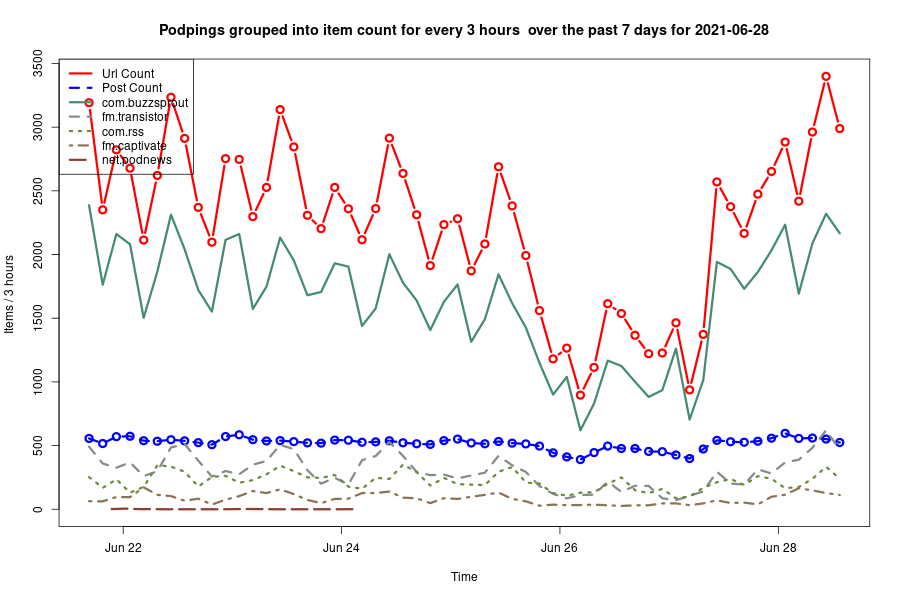 Podpings grouped into item count for every 3 hours  over the past 7 days for 2021-06-28
Url Count
Post Count
com.buzzsprout
fm.transistor
com.rss
fm.captivate
net.podnews
Items / 3 hours
3500
3000
2500
2000
1500
1000
500
0
Jun 22
Jun 24
Jun 26
Jun 28
Time